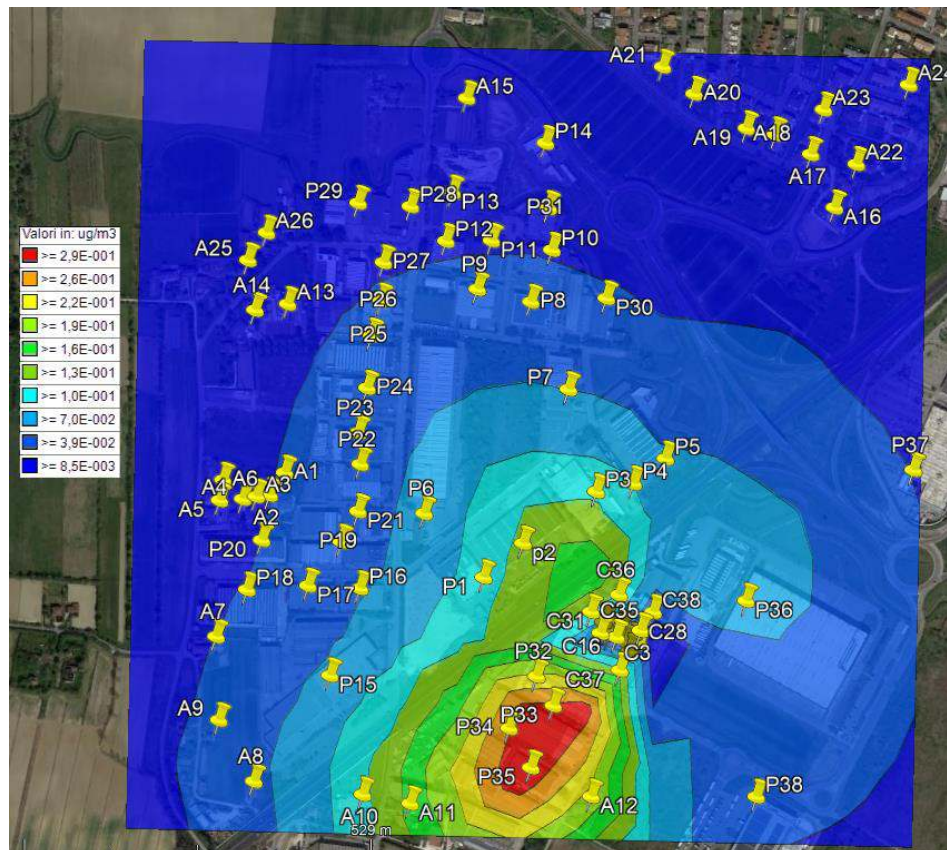 A21
A24
A15
A20
A23
A19
A18
P14
A17
A22
P29
P28
P13
P31
A16
Valori in: ug/m3
>= 2,9E-001
>= 2,6E-001
>= 2,2E-001
>= 1,9E-001
>= 1,6E-001
>= 1,3E-001
>= 1,0E-001
>= 7,0E-002
>= 3,9E-002
>= 8,5E-003
A26
P12
P11
P10
A25
P27
P9
A14
A13
P26
P8
P30
P25
P24
P7
P23
P22
P5
P37
A1
A6
A4
A3
P3
P4
A5
A2
P6
P21
P20
P19
p2
P18
P17
P16
P1
C36
C38
P36
A7
C31
C35
C16
C28
P32
C3
P15
C37
A9
P34
P33
A8
P35
P38
A10
A11
A12
529 m